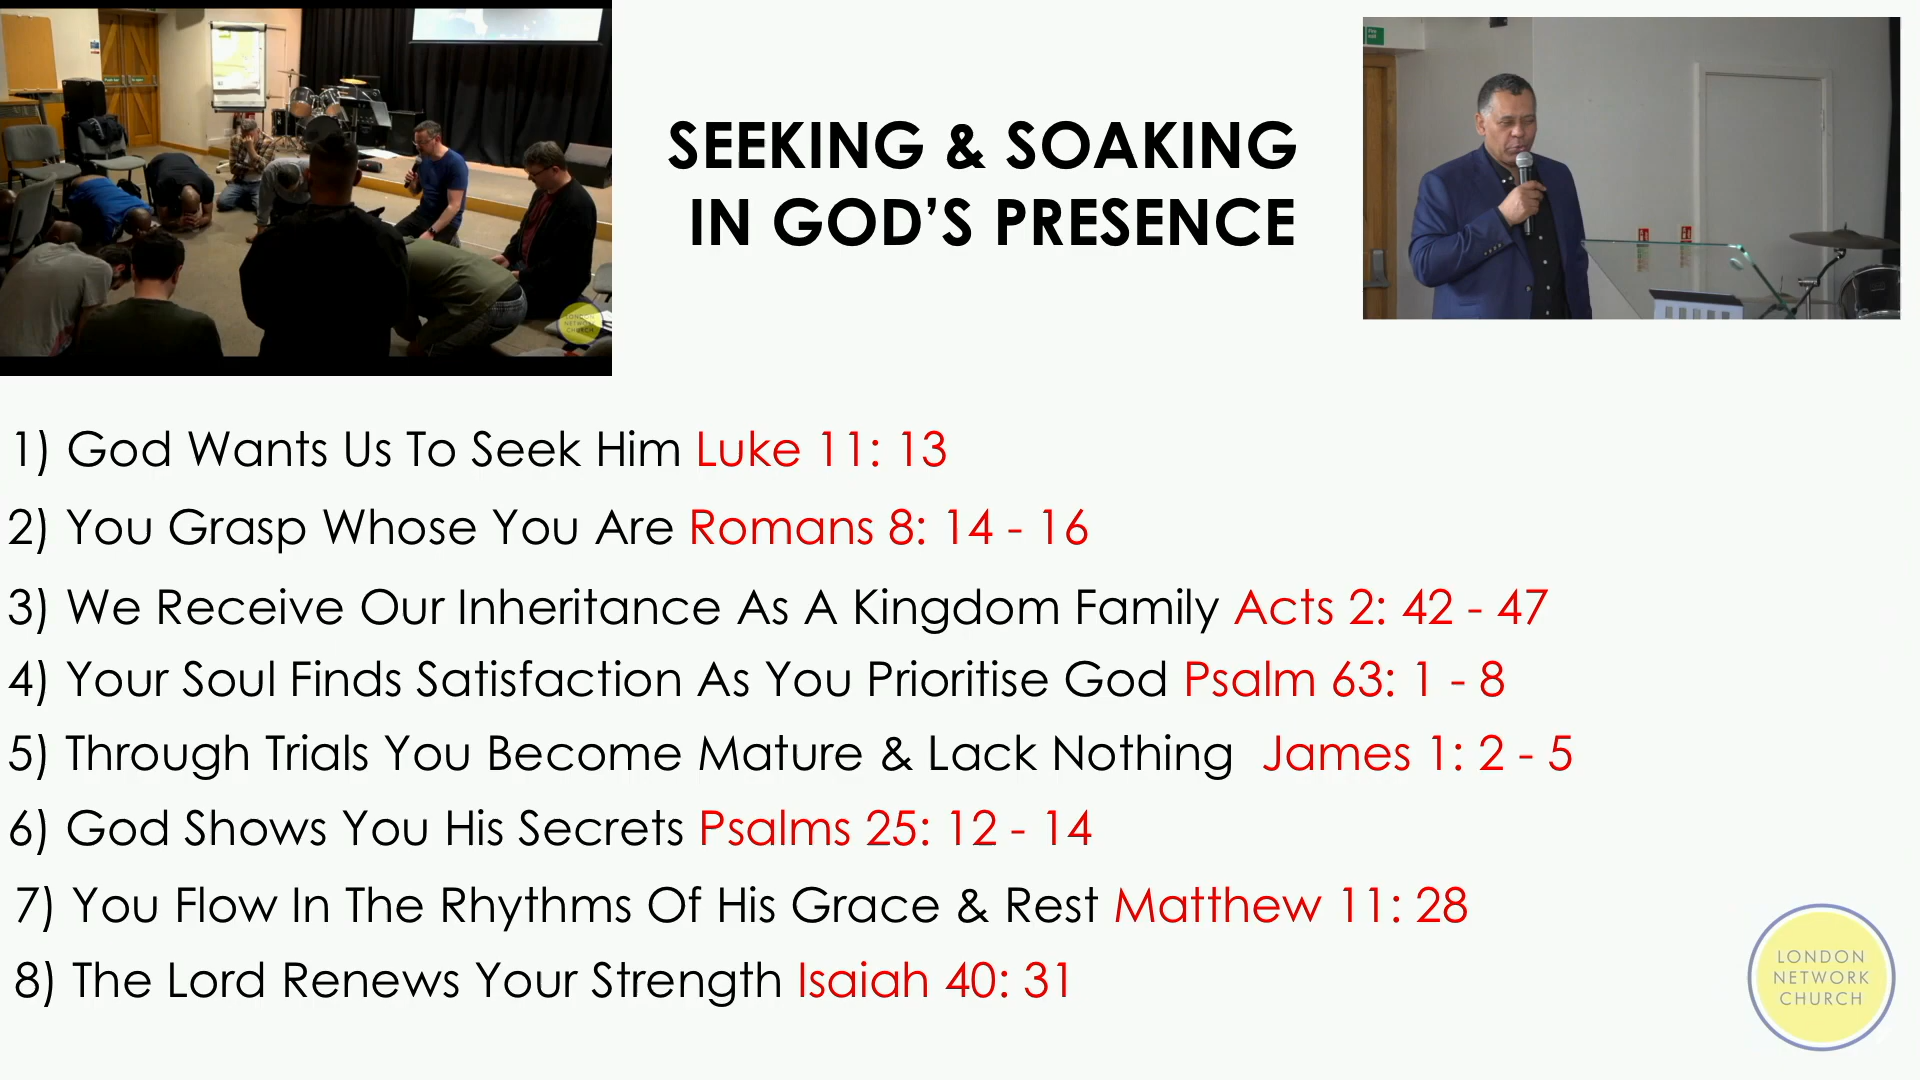 SEEKING & SOAKING
IN GOD’S PRESENCE
1) God Wants Us To Seek Him Luke 11: 13
2) You Grasp Whose You Are Romans 8: 14 - 16
3) We Receive Our Inheritance As A Kingdom Family Acts 2: 42 - 47
4) Your Soul Finds Satisfaction As You Prioritise God Psalm 63: 1 - 8
5) Through Trials You Become Mature & Lack Nothing  James 1: 2 - 5
6) God Shows You His Secrets Psalms 25: 12 - 14
7) You Flow In The Rhythms Of His Grace & Rest Matthew 11: 28
8) The Lord Renews Your Strength Isaiah 40: 31
LONDON
NETWORK
CHURCH
LONDON
NETWORK
CHURCH